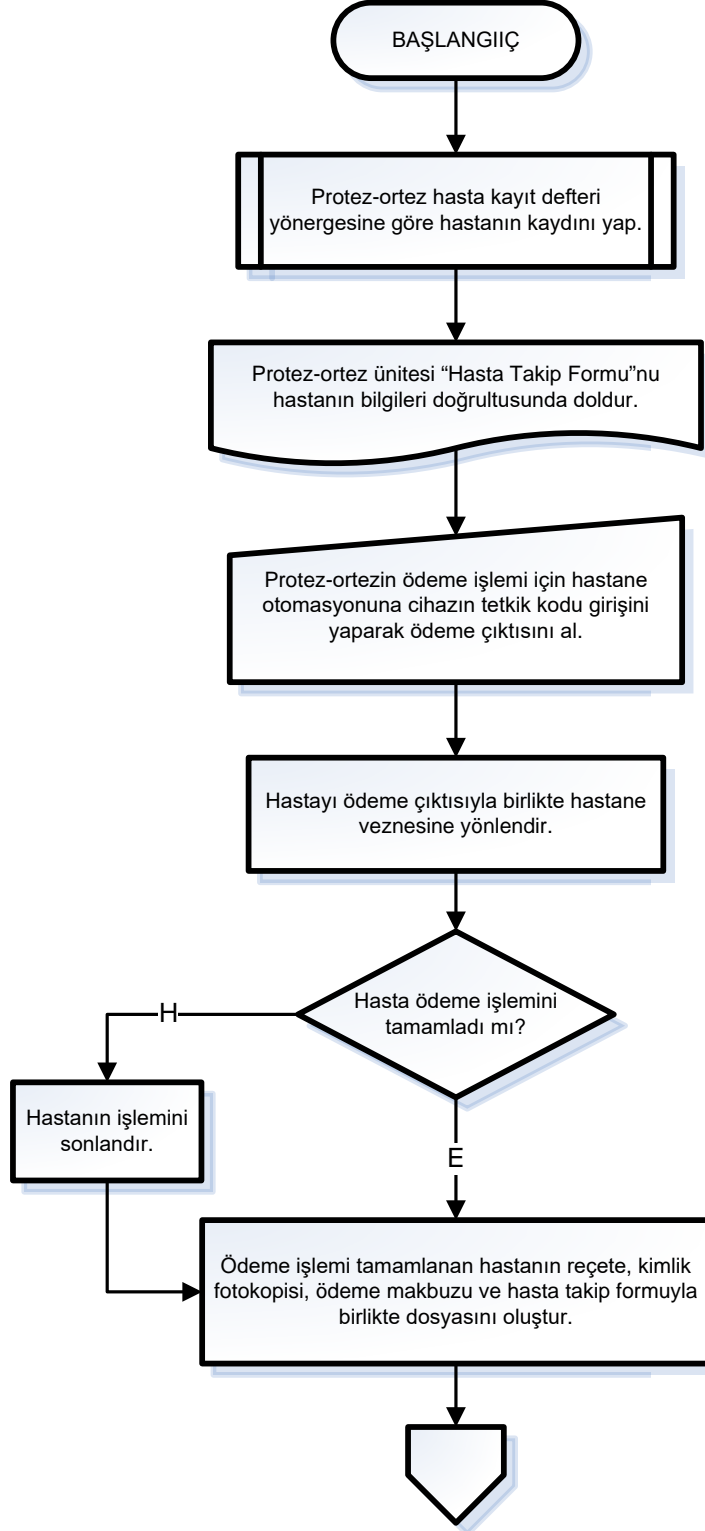 BAŞLANGIIÇ
Protez-ortez hasta kayıt defteri
yönergesine göre hastanın kaydını yap.
Protez-ortez ünitesi “Hasta Takip Formu”nu
hastanın bilgileri doğrultusunda doldur.
Protez-ortezin ödeme işlemi için hastane
otomasyonuna cihazın tetkik kodu girişini
yaparak ödeme çıktısını al.
Hastayı ödeme çıktısıyla birlikte hastane
veznesine yönlendir.
Hasta ödeme işlemini
tamamladı mı?
H
Hastanın işlemini
sonlandır.
E
Ödeme işlemi tamamlanan hastanın reçete, kimlik
fotokopisi, ödeme makbuzu ve hasta takip formuyla
birlikte dosyasını oluştur.